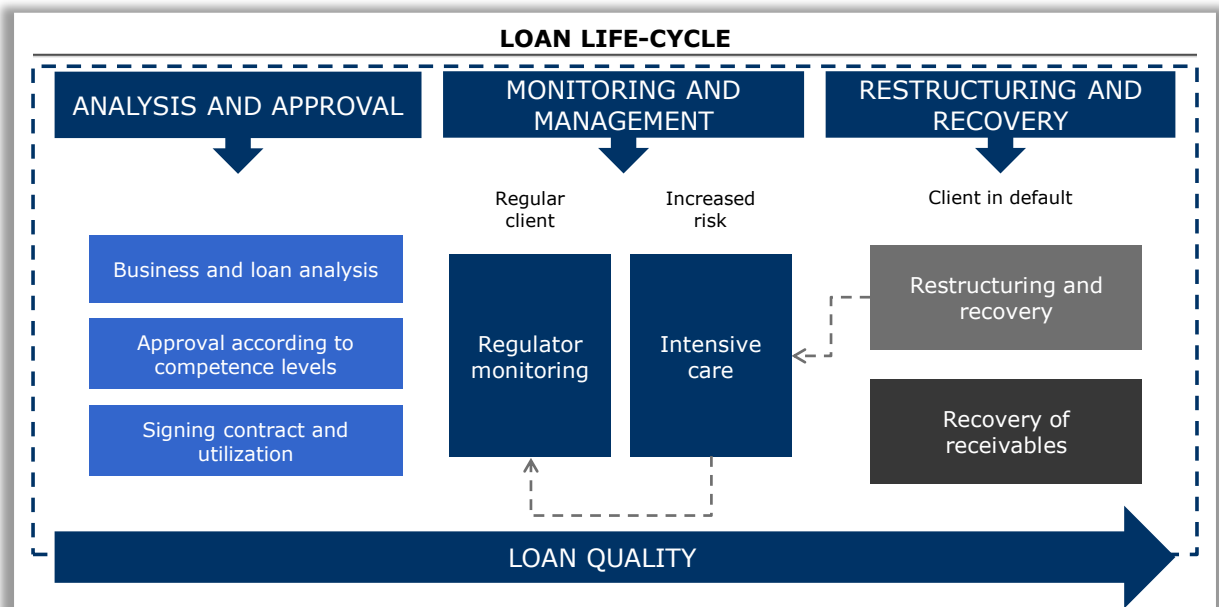 LOAN LIFE-CYCLE
ANALYSIS AND APPROVAL
MONITORING AND
MANAGEMENT
RESTRUCTURING AND
RECOVERY
Regular
client
Increased
risk
Client in default
Business and loan analysis
Approval according to
competence levels
Signing contract and
utilization
Regulator
monitoring
Intensive
care
Restructuring and
recovery
Recovery of
receivables
LOAN QUALITY